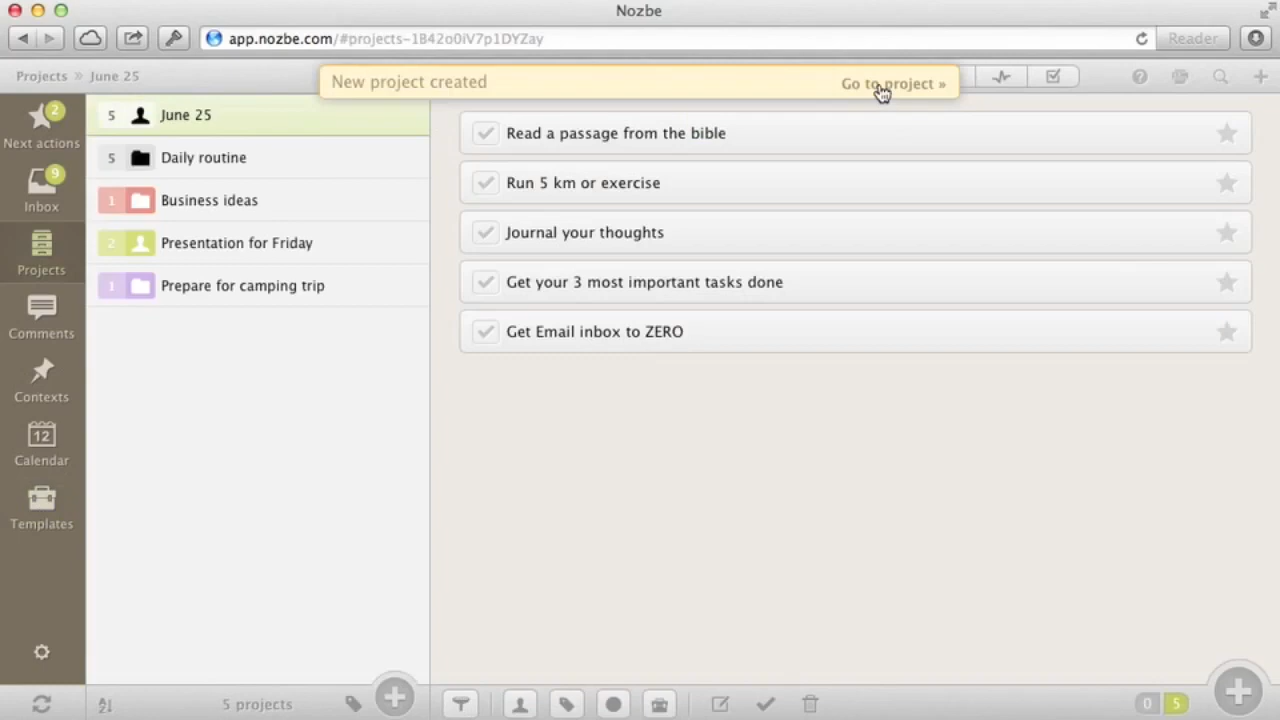 Nozbe
app.nozbe.com/#projects-1B42o0iV7p1DYZay
Reader
Projects » June 25
New project created
Go to project »
2
Next actions
9
Inbox
Projects
Comments
Contexts
12
Calendar
Templates
5 June 25
5 Daily routine
1 Business ideas
2 Presentation for Friday
1 Prepare for camping trip
Read a passage from the bible
Run 5 km or exercise
Journal your thoughts
Get your 3 most important tasks done
Get Email inbox to ZERO
5 projects
0 5